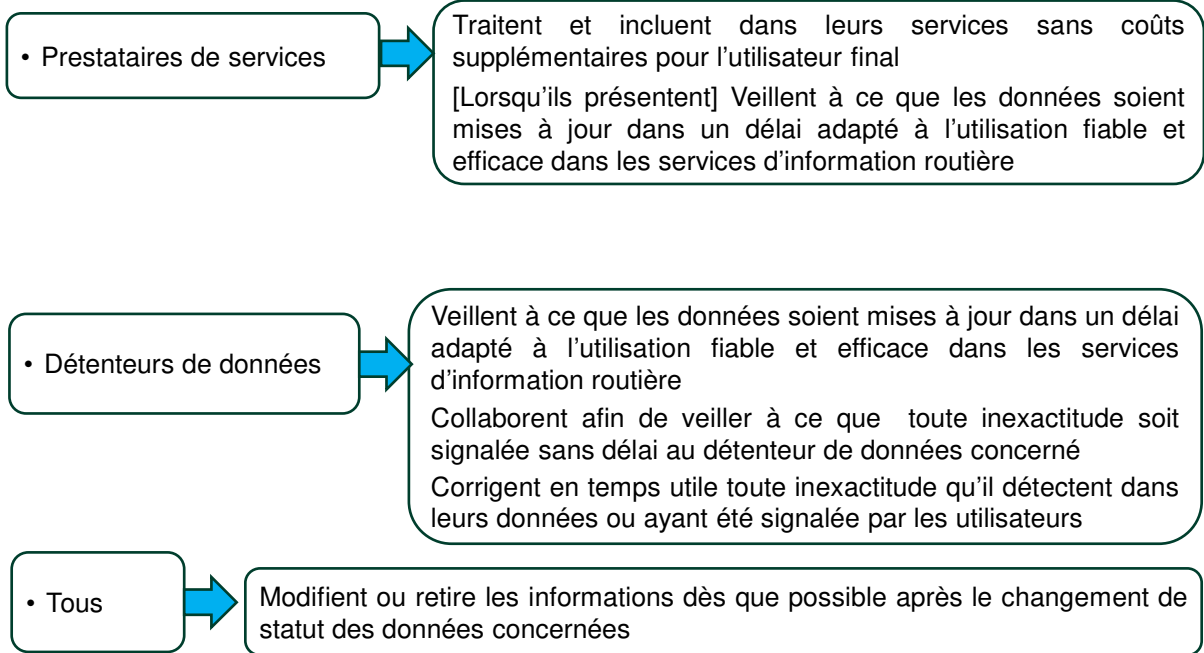 • Prestataires de services
Traitent et incluent dans leurs services sans coûts
supplémentaires pour l’utilisateur final
[Lorsqu'ils présentent] Veillent à ce que les données soient
mises à jour dans un délai adapté à l’utilisation fiable et
efficace dans les services d’information routière
• Détenteurs de données
Veillent à ce que les données soient mises à jour dans un délai
adapté à l’utilisation fiable et efficace dans les services
d’information routière
Collaborent afin de veiller à ce que toute inexactitude soit
signalée sans délai au détenteur de données concerné
Corrigent en temps utile toute inexactitude qu’il détectent dans
leurs données ou ayant été signalée par les utilisateurs
• Tous
Modifient ou retire les informations dès que possible après le changement de
statut des données concernées